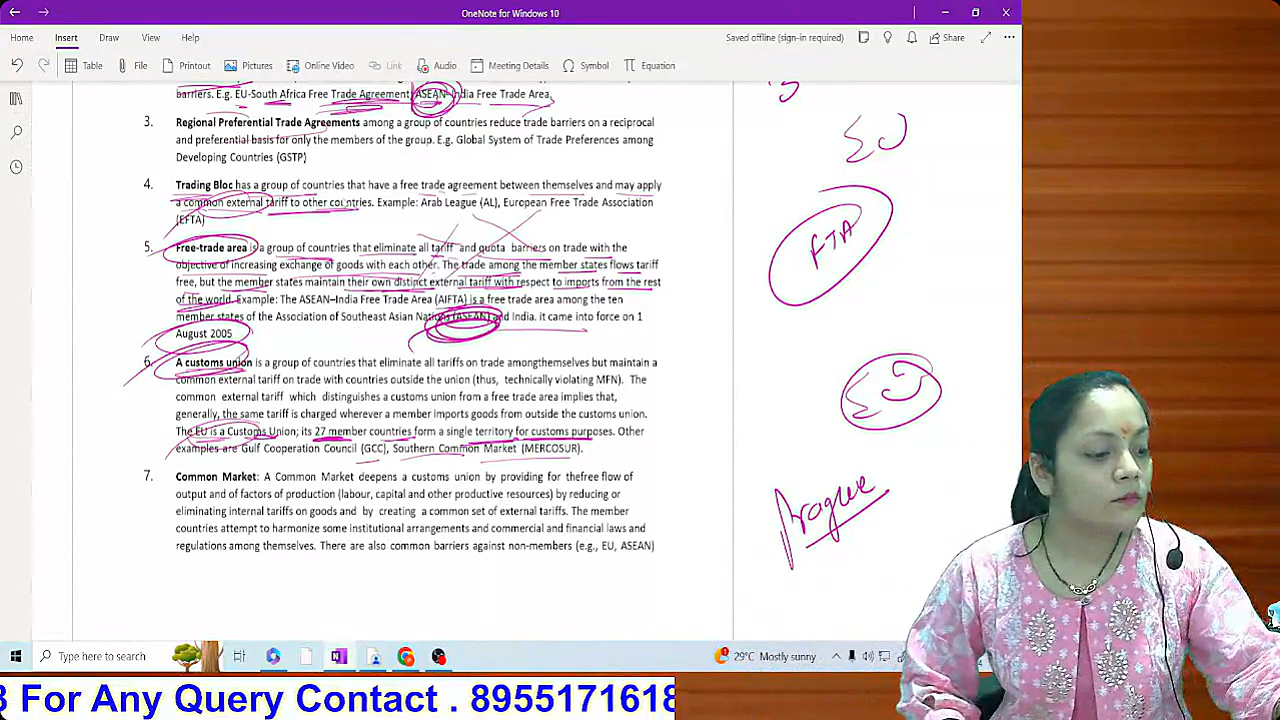 OneNote for Windows 10
Home Insert Draw View Help Saved offline (sign-in required) Share
Table File Printout Pictures Online Video Link Audio Meeting Details Symbol Equation
barriers. E.g. EU-South Africa Free Trade Agreement; ASEAN-India Free Trade Area.
3. Regional Preferential Trade Agreements among a group of countries reduce trade barriers on a reciprocal
and preferential basis for only the members of the group. E.g. Global System of Trade Preferences among
Developing Countries (GSTP)
4. Trading Bloc has a group of countries that have a free trade agreement between themselves and may apply
a common external tariff to other countries. Example: Arab League (AL), European Free Trade Association
(EFTA)
5. Free-trade area is a group of countries that eliminate all tariff and quota barriers on trade with the
objective of increasing exchange of goods with each other. The trade among the member states flows tariff
free, but the member states maintain their own distinct external tariff with respect to imports from the rest
of the world. Example: The ASEAN–India Free Trade Area (AIFTA) is a free trade area among the ten
member states of the Association of Southeast Asian Nations (ASEAN) and India. it came into force on 1
August 2005
6. A customs union is a group of countries that eliminate all tariffs on trade amongthemselves but maintain a
common external tariff on trade with countries outside the union (thus, technically violating MFN). The
common external tariff which distinguishes a customs union from a free trade area implies that,
generally, the same tariff is charged wherever a member imports goods from outside the customs union.
The EU is a Customs Union; its 27 member countries form a single territory for customs purposes. Other
examples are Gulf Cooperation Council (GCC), Southern Common Market (MERCOSUR).
7. Common Market: A Common Market deepens a customs union by providing for thefree flow of
output and of factors of production (labour, capital and other productive resources) by reducing or
eliminating internal tariffs on goods and by creating a common set of external tariffs. The member
countries attempt to harmonize some institutional arrangements and commercial and financial laws and
regulations among themselves. There are also common barriers against non-members (e.g., EU, ASEAN)
EU
FTA
EU
Prague
Type here to search 29°C Mostly sunny
8 For Any Query Contact . 8955171618